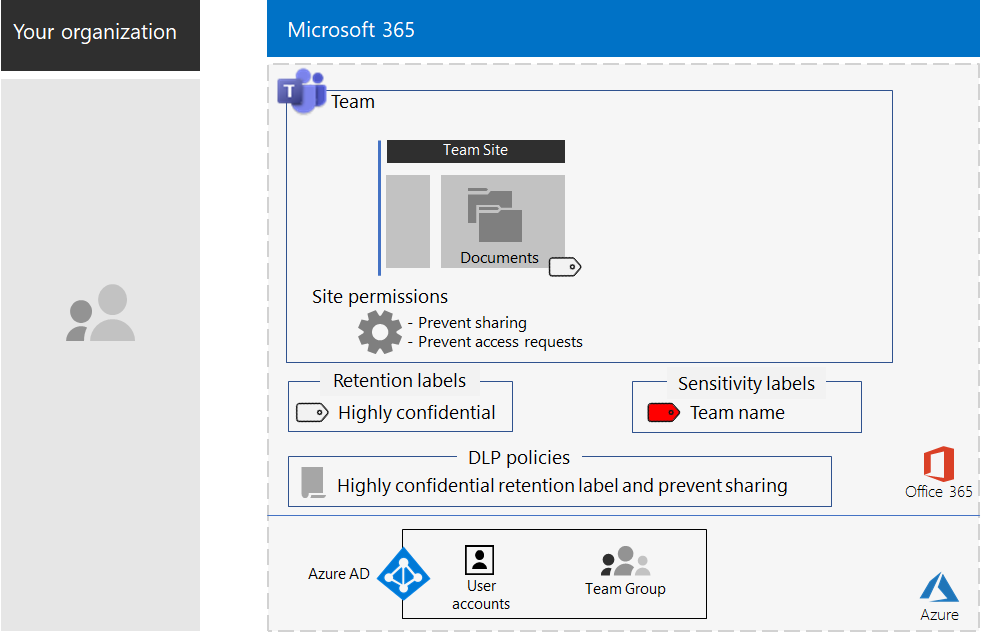 Your organization
Microsoft 365
T
Team
Team Site
Documents
Site permissions
- Prevent sharing
- Prevent access requests
Retention labels
Highly confidential
Sensitivity labels
Team name
DLP policies
Highly confidential retention label and prevent sharing
Office 365
Azure AD
User
accounts
Team Group
Azure